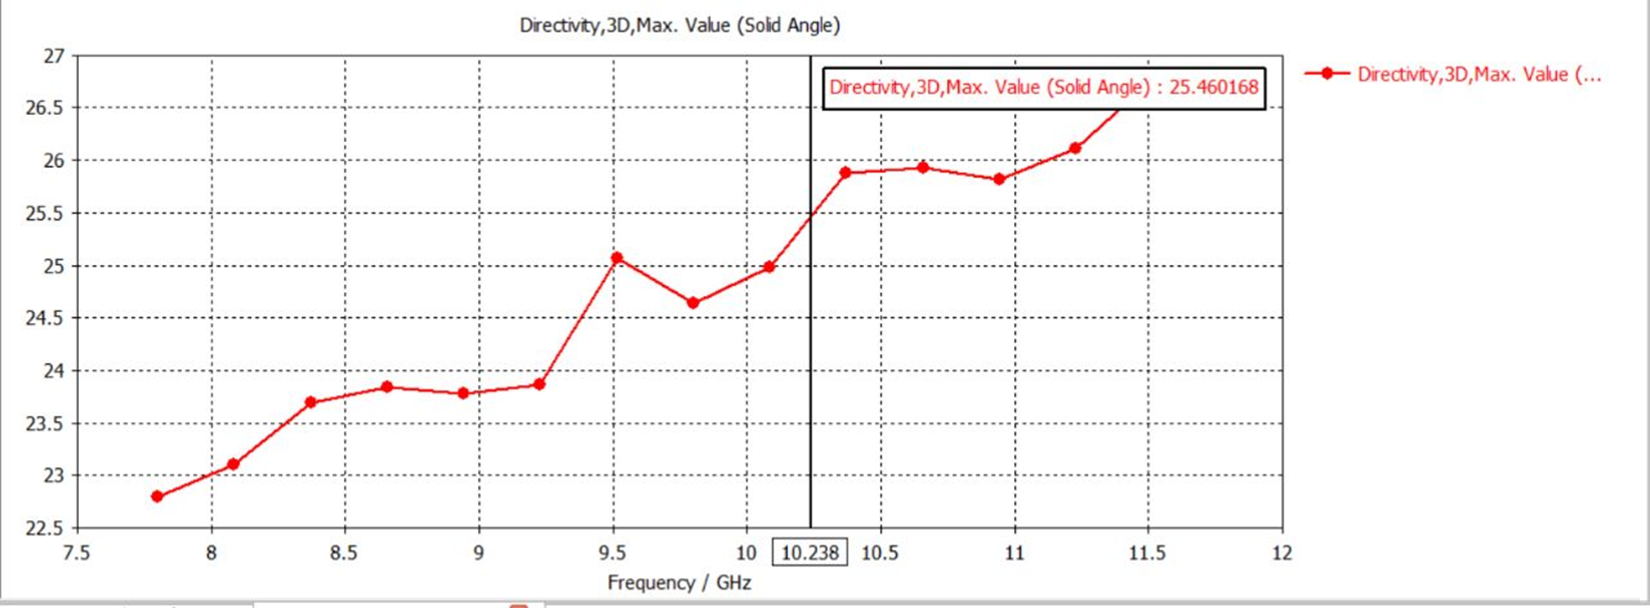 Directivity,3D,Max. Value (Solid Angle)
27
26.5
26
25.5
25
24.5
24
23.5
23
22.5
Directivity,3D,Max. Value (Solid Angle) : 25.460168
Directivity,3D,Max. Value (...
7.5 8 8.5 9 9.5 10 10.238 10.5 11 11.5 12
Frequency / GHz